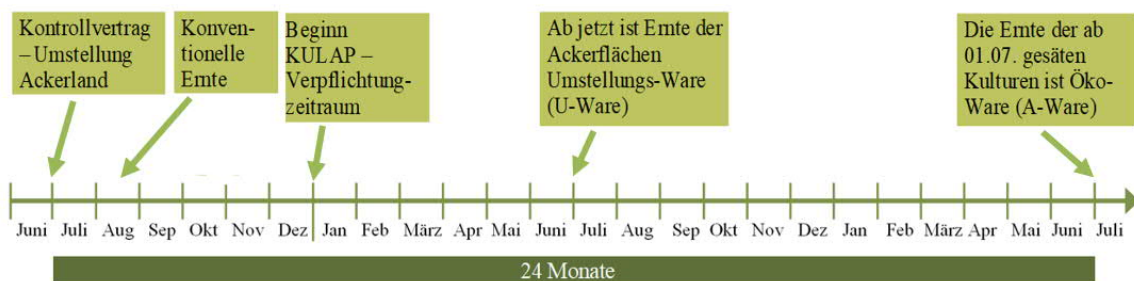 Kontrollvertrag
– Umstellung
Ackerland
Konven-
tionelle
Ernte
Beginn
KULAP –
Verpflichtung-
zeitraum
Ab jetzt ist Ernte der
Ackerflächen
Umstellungs-Ware
(U-Ware)
Die Ernte der ab
01.07. gesäten
Kulturen ist Öko-
Ware (A-Ware)
Juni Juli Aug Sep Okt Nov Dez Jan Feb März Apr Mai Juni Juli Aug Sep Okt Nov Dez Jan Feb März Apr Mai Juni Juli
24 Monate